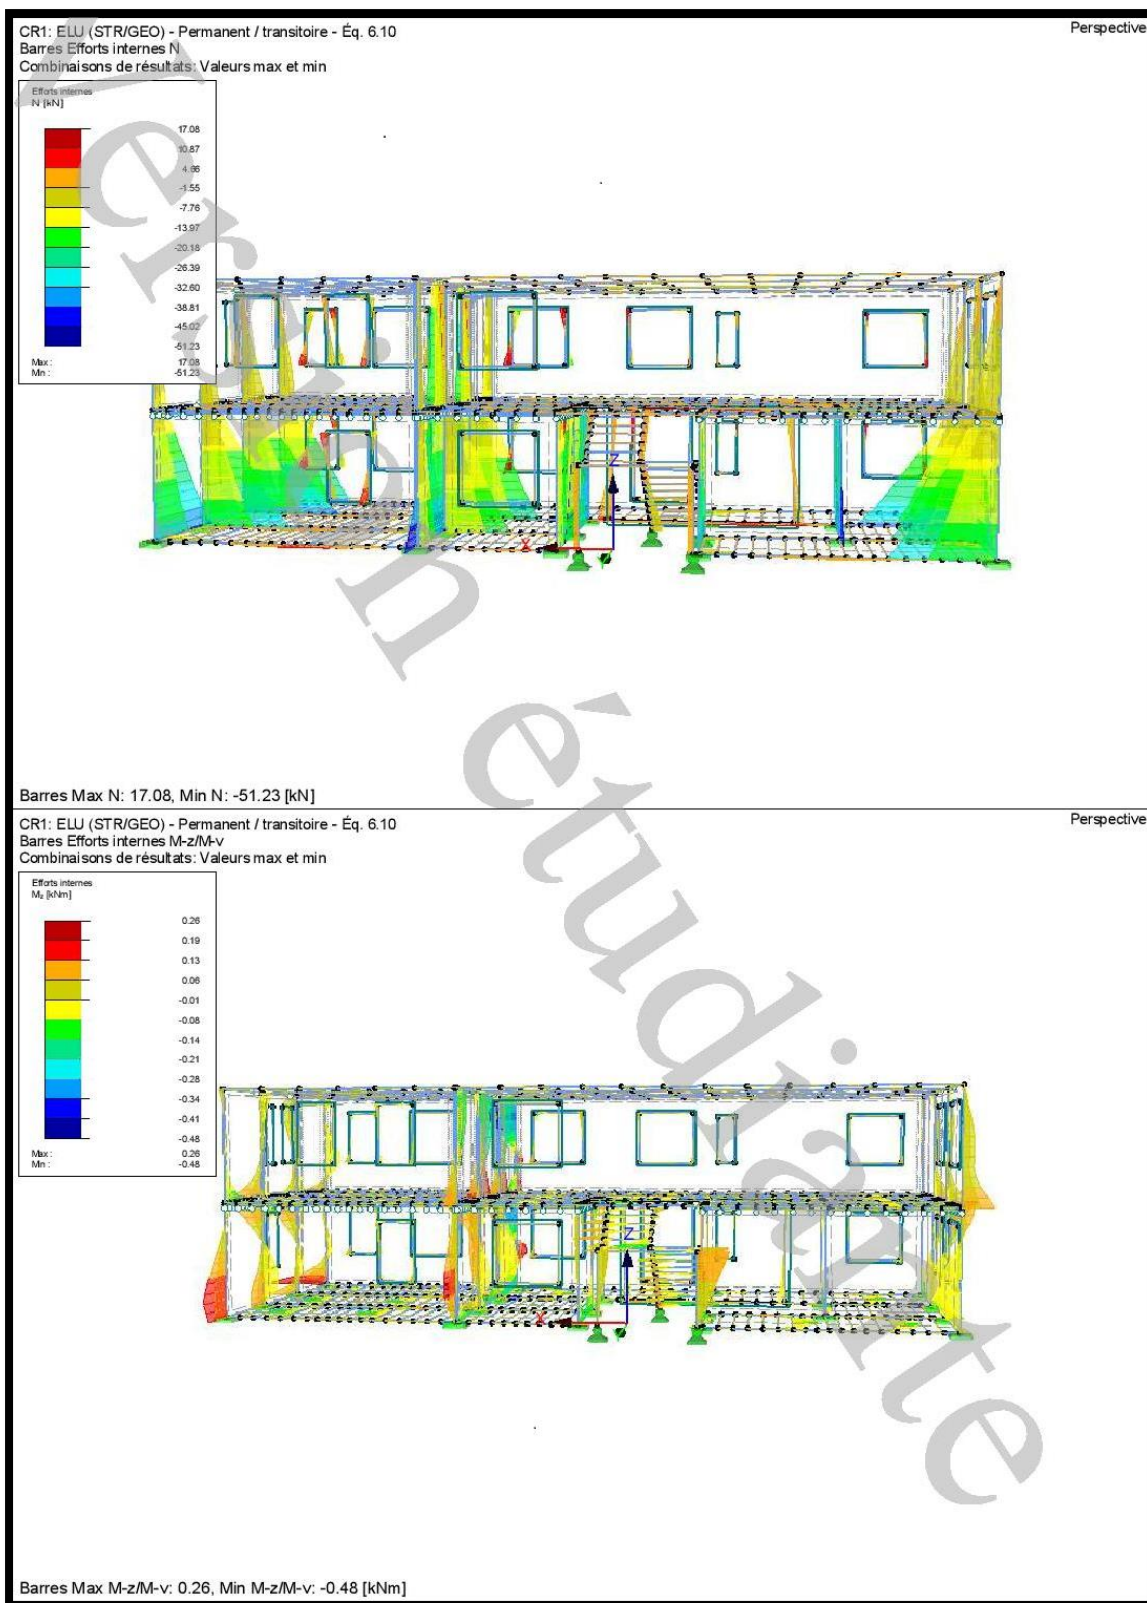 CR1: ELU (STR/GEO) - Permanent / transitoire - Éq. 6.10
Perspective
Barres Efforts internes N
Combinaisons de résultats: Valeurs max et min
Efforts internes
N [kN]
17.08
10.87
4.66
-1.55
-7.76
-13.97
-20.18
-26.39
-32.60
-38.81
-45.02
-51.23
Max : 17.08
Min : -51.23
Z
X
Barres Max N: 17.08, Min N: -51.23 [kN]
CR1: ELU (STR/GEO) - Permanent / transitoire - Éq. 6.10
Perspective
Barres Efforts internes M-z/M-v
Combinaisons de résultats: Valeurs max et min
Efforts internes
Mz [kNm]
0.26
0.19
0.13
0.06
-0.01
-0.08
-0.14
-0.21
-0.28
-0.34
-0.41
-0.48
Max : 0.26
Min : -0.48
Z
X
Barres Max M-z/M-v: 0.26, Min M-z/M-v: -0.48 [kNm]
Version étudiante